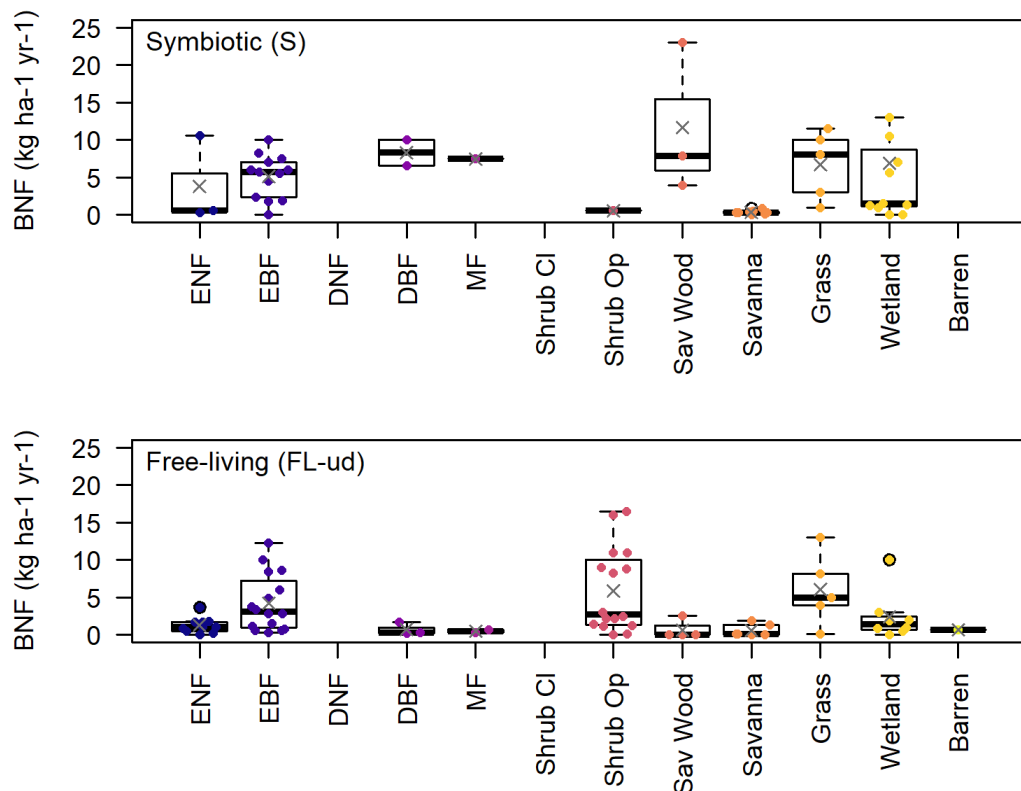 Symbiotic (S)
BNF (kg ha-1 yr-1)
25
20
15
10
5
0
ENF
EBF
DNF
DBF
MF
Shrub Cl
Shrub Op
Sav Wood
Savanna
Grass
Wetland
Barren
Free-living (FL-ud)
BNF (kg ha-1 yr-1)
25
20
15
10
5
0
ENF
EBF
DNF
DBF
MF
Shrub Cl
Shrub Op
Sav Wood
Savanna
Grass
Wetland
Barren